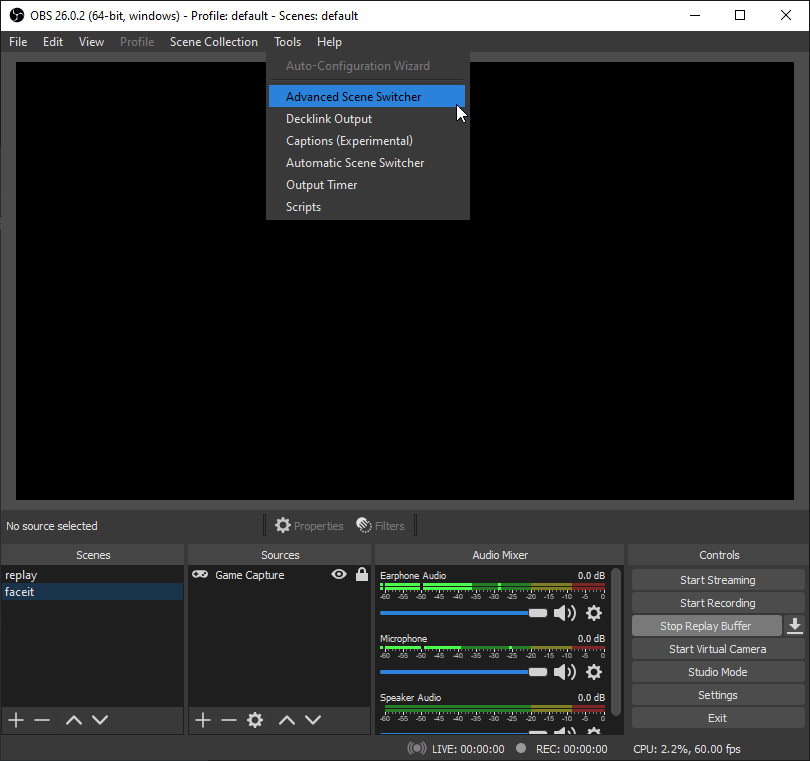 OBS 26.0.2 (64-bit, windows) - Profile: default - Scenes: default
File Edit View Profile Scene Collection Tools Help
Auto-Configuration Wizard
Advanced Scene Switcher
Decklink Output
Captions (Experimental)
Automatic Scene Switcher
Output Timer
Scripts
No source selected Properties Filters
Scenes
replay
faceit
Sources
Game Capture
Audio Mixer
Earphone Audio 0.0 dB
-60 -55 -50 -45 -40 -35 -30 -25 -20 -15 -10 -5 0
Microphone 0.0 dB
-60 -55 -50 -45 -40 -35 -30 -25 -20 -15 -10 -5 0
Speaker Audio 0.0 dB
-60 -55 -50 -45 -40 -35 -30 -25 -20 -15 -10 -5 0
Controls
Start Streaming
Start Recording
Stop Replay Buffer
Start Virtual Camera
Studio Mode
Settings
Exit
LIVE: 00:00:00 REC: 00:00:00 CPU: 2.2%, 60.00 fps